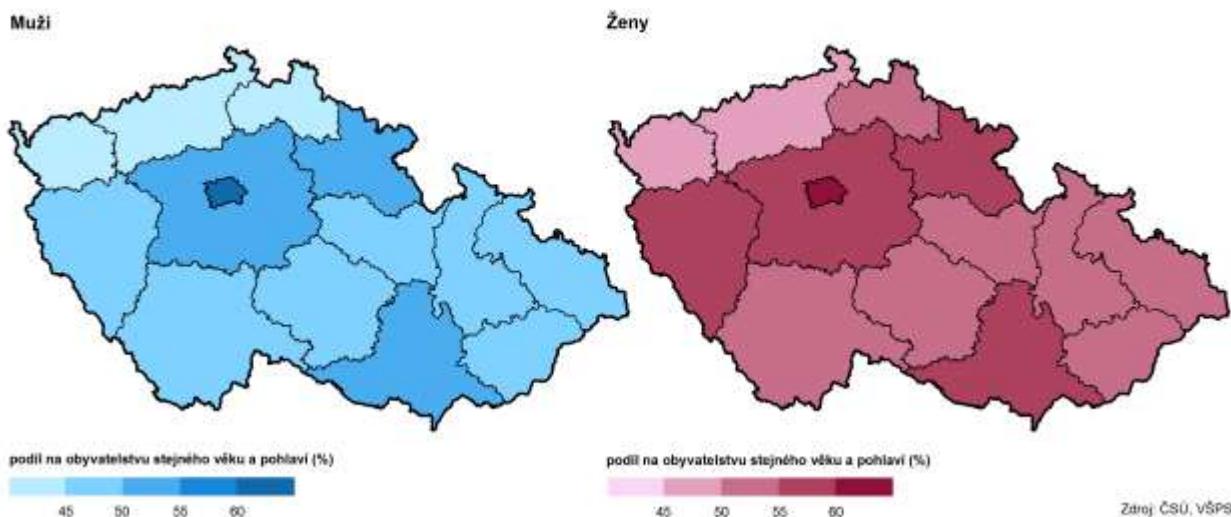 Muži
Ženy
podíl na obyvatelstvu stejného věku a pohlaví (%)
45 50 55 60
podíl na obyvatelstvu stejného věku a pohlaví (%)
45 50 55 60
Zdroj: ČSÚ, VŠPS